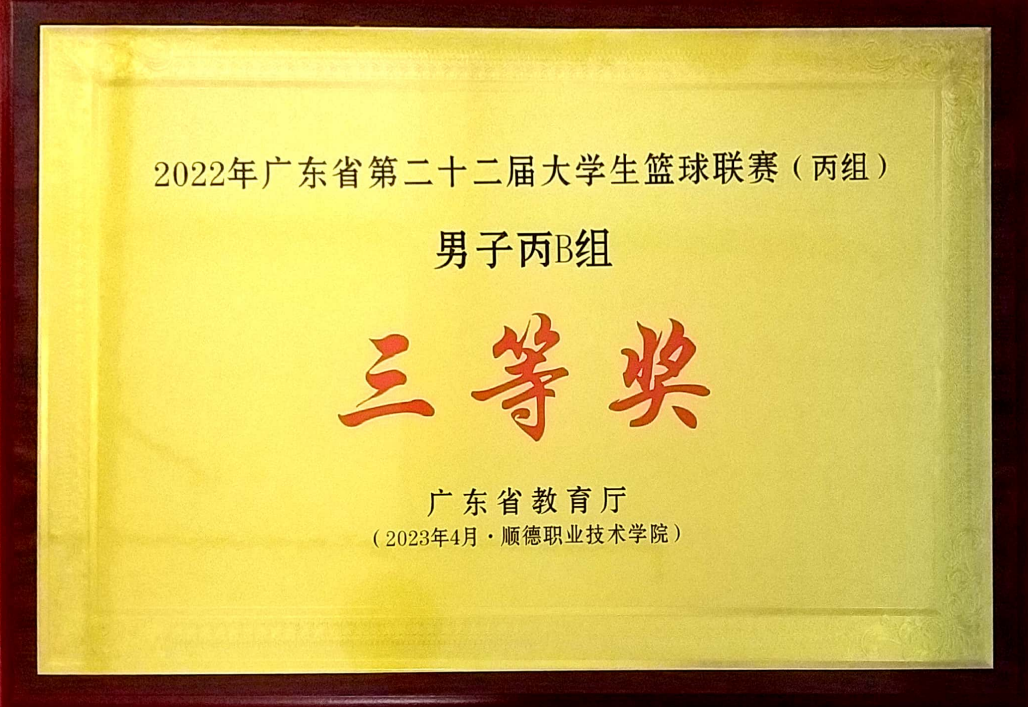 2022年广东省第二十二届大学生篮球联赛（丙组）
男子丙B组
三等奖
广东省教育厅
（2023年4月·顺德职业技术学院）